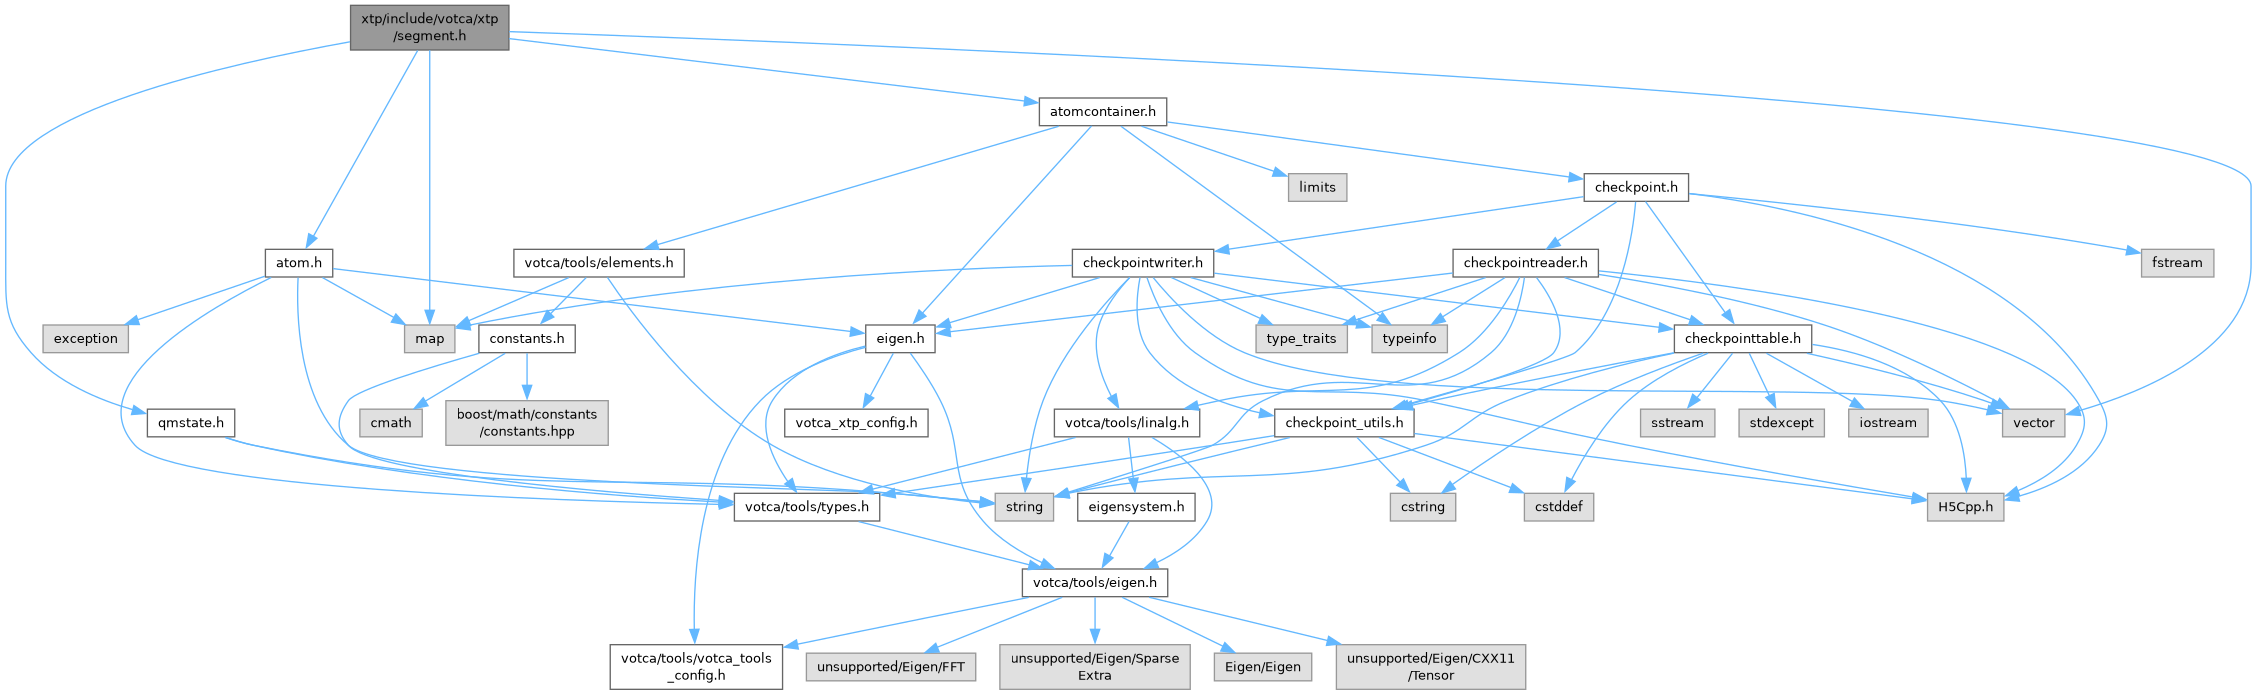 xtp/include/votca/xtp
/segment.h
atomcontainer.h
limits
checkpoint.h
atom.h
votca/tools/elements.h
checkpointwriter.h
checkpointreader.h
fstream
exception
map
constants.h
eigen.h
type_traits
typeinfo
checkpointtable.h
qmstate.h
cmath
boost/math/constants
/constants.hpp
votca_xtp_config.h
votca/tools/linalg.h
checkpoint_utils.h
sstream
stdexcept
iostream
vector
votca/tools/types.h
string
eigensystem.h
cstring
cstddef
H5Cpp.h
votca/tools/eigen.h
votca/tools/votca_tools
_config.h
unsupported/Eigen/FFT
unsupported/Eigen/Sparse
Extra
Eigen/Eigen
unsupported/Eigen/CXX11
/Tensor